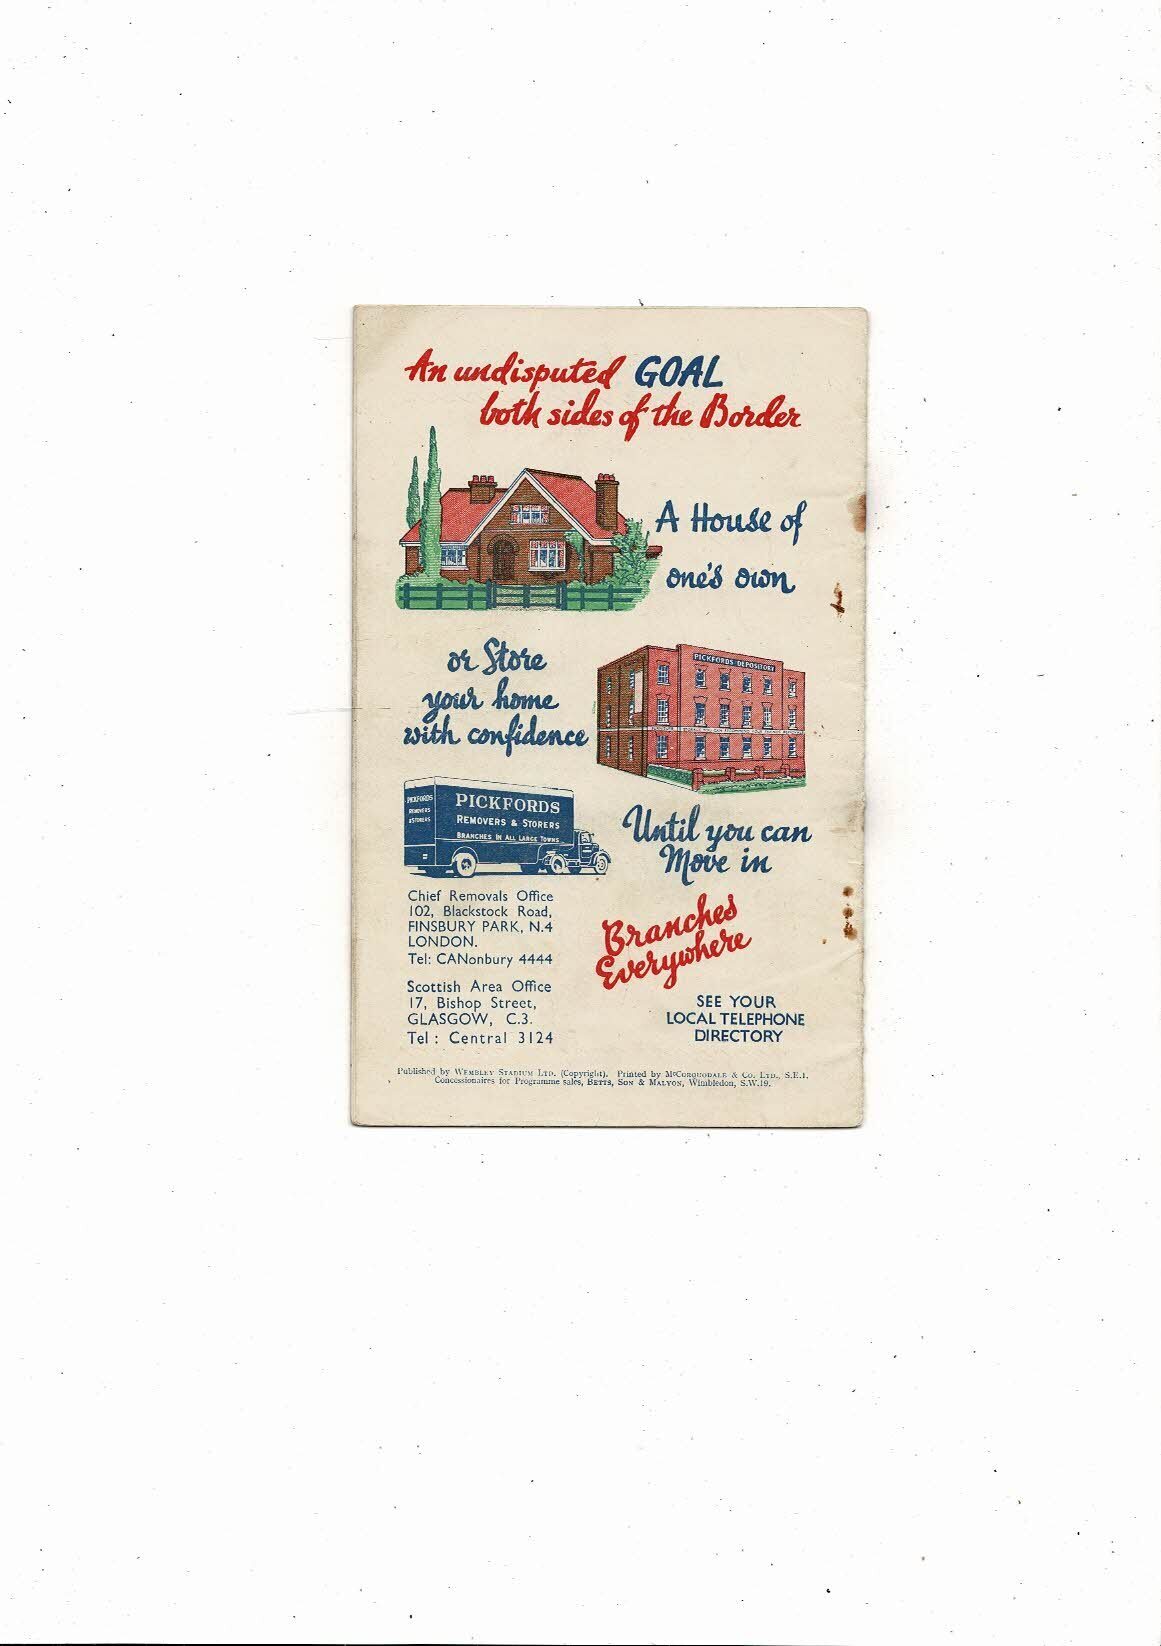 An undisputed GOAL
both sides of the Border
A House of
one's own
or Store
your home
with confidence
PICKFORDS DEPOSITORY
PICKFORDS
REMOVERS
& STORERS
PICKFORDS
REMOVERS & STORERS
BRANCHES IN ALL LARGE TOWNS
Until you can
Move in
Chief Removals Office
102, Blackstock Road,
FINSBURY PARK, N.4
LONDON.
Tel: CANonbury 4444
Branches
Everywhere
Scottish Area Office
17, Bishop Street,
GLASGOW, C.3.
Tel : Central 3124
SEE YOUR
LOCAL TELEPHONE
DIRECTORY
Published by WEMBLEY STADIUM LTD. (Copyright). Printed by McCORQUODALE & CO. LTD., S.E.1.
Concessionaires for Programme sales, BETTS, SON & MALYON, Wimbledon, S.W.19.